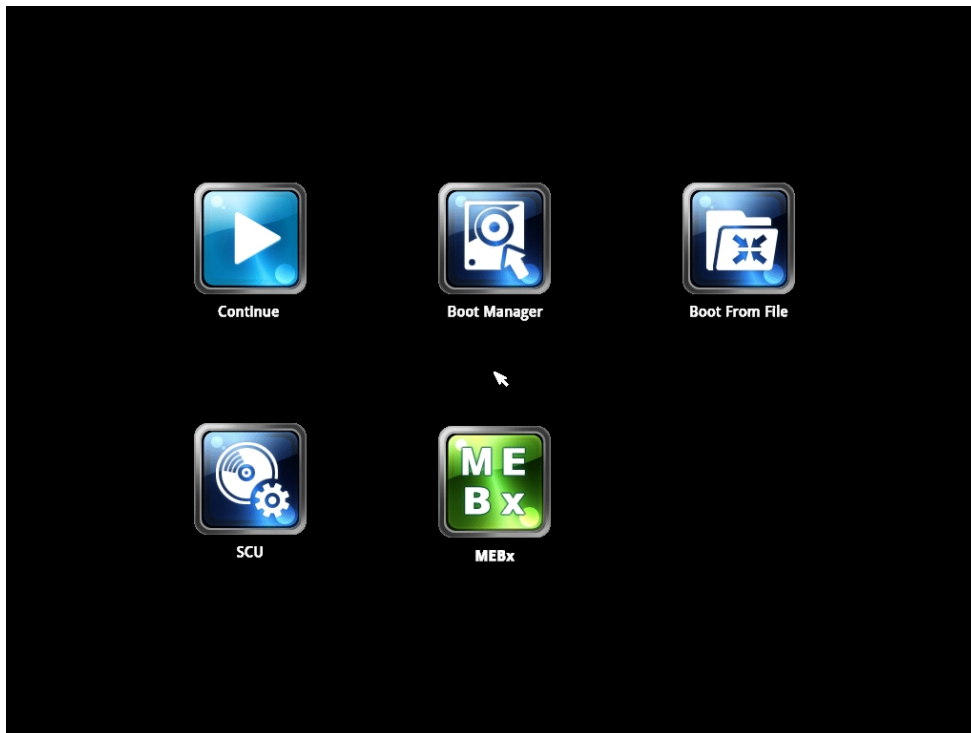 Continue
Boot Manager
Boot From File
M E
B x
SCU
MEBx